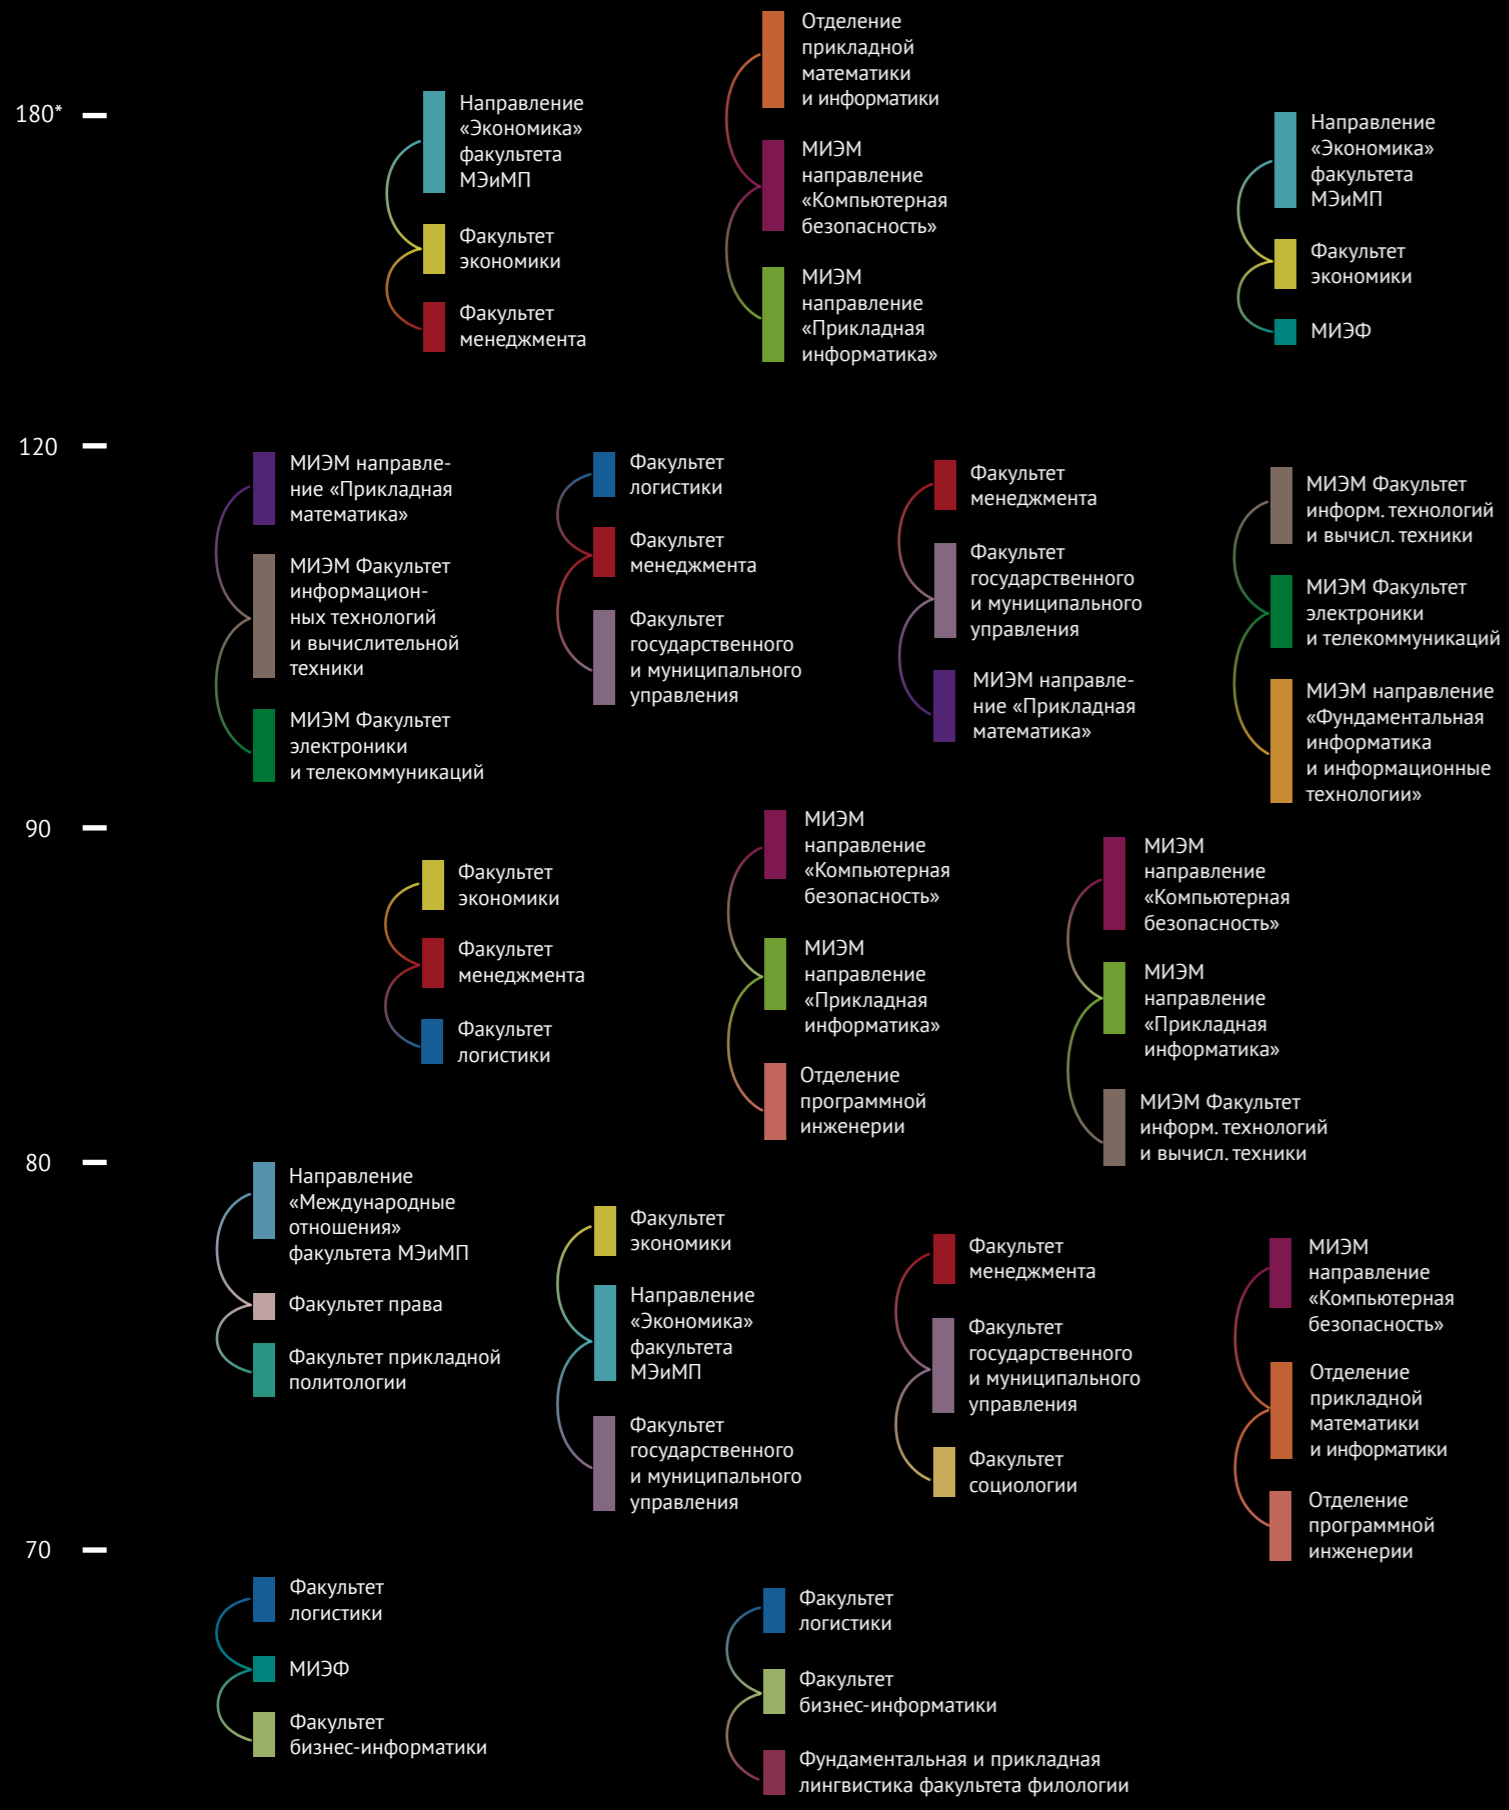 180*
Направление
«Экономика»
факультета
МЭиМП
Факультет
экономики
Факультет
менеджмента
Отделение
прикладной
математики
и информатики
МИЭМ
направление
«Компьютерная
безопасность»
МИЭМ
направление
«Прикладная
информатика»
Направление
«Экономика»
факультета
МЭиМП
Факультет
экономики
МИЭФ
120
МИЭМ направле-
ние «Прикладная
математика»
МИЭМ Факультет
информацион-
ных технологий
и вычислительной
техники
МИЭМ Факультет
электроники
и телекоммуникаций
Факультет
логистики
Факультет
менеджмента
Факультет
государственного
и муниципального
управления
Факультет
менеджмента
Факультет
государственного
и муниципального
управления
МИЭМ направле-
ние «Прикладная
математика»
МИЭМ Факультет
информ. технологий
и вычисл. техники
МИЭМ Факультет
электроники
и телекоммуникаций
МИЭМ направление
«Фундаментальная
информатика
и информационные
технологии»
90
Факультет
экономики
Факультет
менеджмента
Факультет
логистики
МИЭМ
направление
«Компьютерная
безопасность»
МИЭМ
направление
«Прикладная
информатика»
Отделение
программной
инженерии
МИЭМ
направление
«Компьютерная
безопасность»
МИЭМ
направление
«Прикладная
информатика»
МИЭМ Факультет
информ. технологий
и вычисл. техники
80
Направление
«Международные
отношения»
факультета МЭиМП
Факультет права
Факультет прикладной
политологии
Факультет
экономики
Направление
«Экономика»
факультета
МЭиМП
Факультет
государственного
и муниципального
управления
Факультет
менеджмента
Факультет
государственного
и муниципального
управления
Факультет
социологии
МИЭМ
направление
«Компьютерная
безопасность»
Отделение
прикладной
математики
и информатики
Отделение
программной
инженерии
70
Факультет
логистики
МИЭФ
Факультет
бизнес-информатики
Факультет
логистики
Факультет
бизнес-информатики
Фундаментальная и прикладная
лингвистика факультета филологии